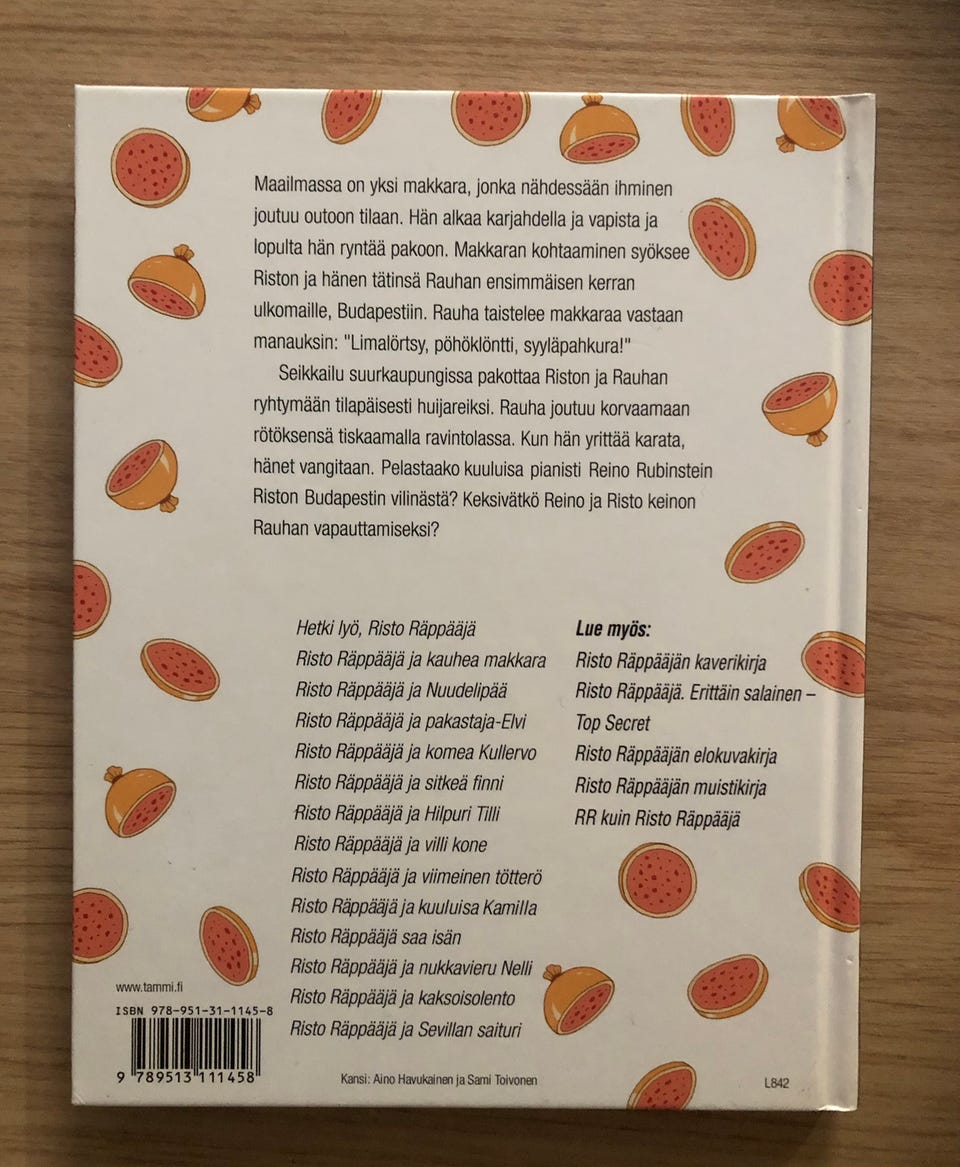 Maailmassa on yksi makkara, jonka nähdessään ihminen
joutuu outoon tilaan. Hän alkaa karjahdella ja vapista ja
lopulta hän ryntää pakoon. Makkaran kohtaaminen syöksee
Riston ja hänen tätinsä Rauhan ensimmäisen kerran
ulkomaille, Budapestiin. Rauha taistelee makkaraa vastaan
manauksin: "Limalörtsy, pöhöklöntti, syyläpahkura!"
Seikkailu suurkaupungissa pakottaa Riston ja Rauhan
ryhtymään tilapäisesti huijareiksi. Rauha joutuu korvaamaan
rötöksensä tiskaamalla ravintolassa. Kun hän yrittää karata,
hänet vangitaan. Pelastaako kuuluisa pianisti Reino Rubinstein
Riston Budapestin vilinästä? Keksivätkö Reino ja Risto keinon
Rauhan vapauttamiseksi?
Hetki lyö, Risto Räppääjä
Risto Räppääjä ja kauhea makkara
Risto Räppääjä ja Nuudelipää
Risto Räppääjä ja pakastaja-Elvi
Risto Räppääjä ja komea Kullervo
Risto Räppääjä ja sitkeä finni
Risto Räppääjä ja Hilpuri Tilli
Risto Räppääjä ja villi kone
Risto Räppääjä ja viimeinen tötterö
Risto Räppääjä ja kuuluisa Kamilla
Risto Räppääjä saa isän
Risto Räppääjä ja nukkavieru Nelli
Risto Räppääjä ja kaksoisolento
Risto Räppääjä ja Sevillan saituri
Lue myös:
Risto Räppääjän kaverikirja
Risto Räppääjä. Erittäin salainen –
Top Secret
Risto Räppääjän elokuvakirja
Risto Räppääjän muistikirja
RR kuin Risto Räppääjä
www.tammi.fi
ISBN 978-951-31-1145-8
9 789513 111458
Kansi: Aino Havukainen ja Sami Toivonen
L842